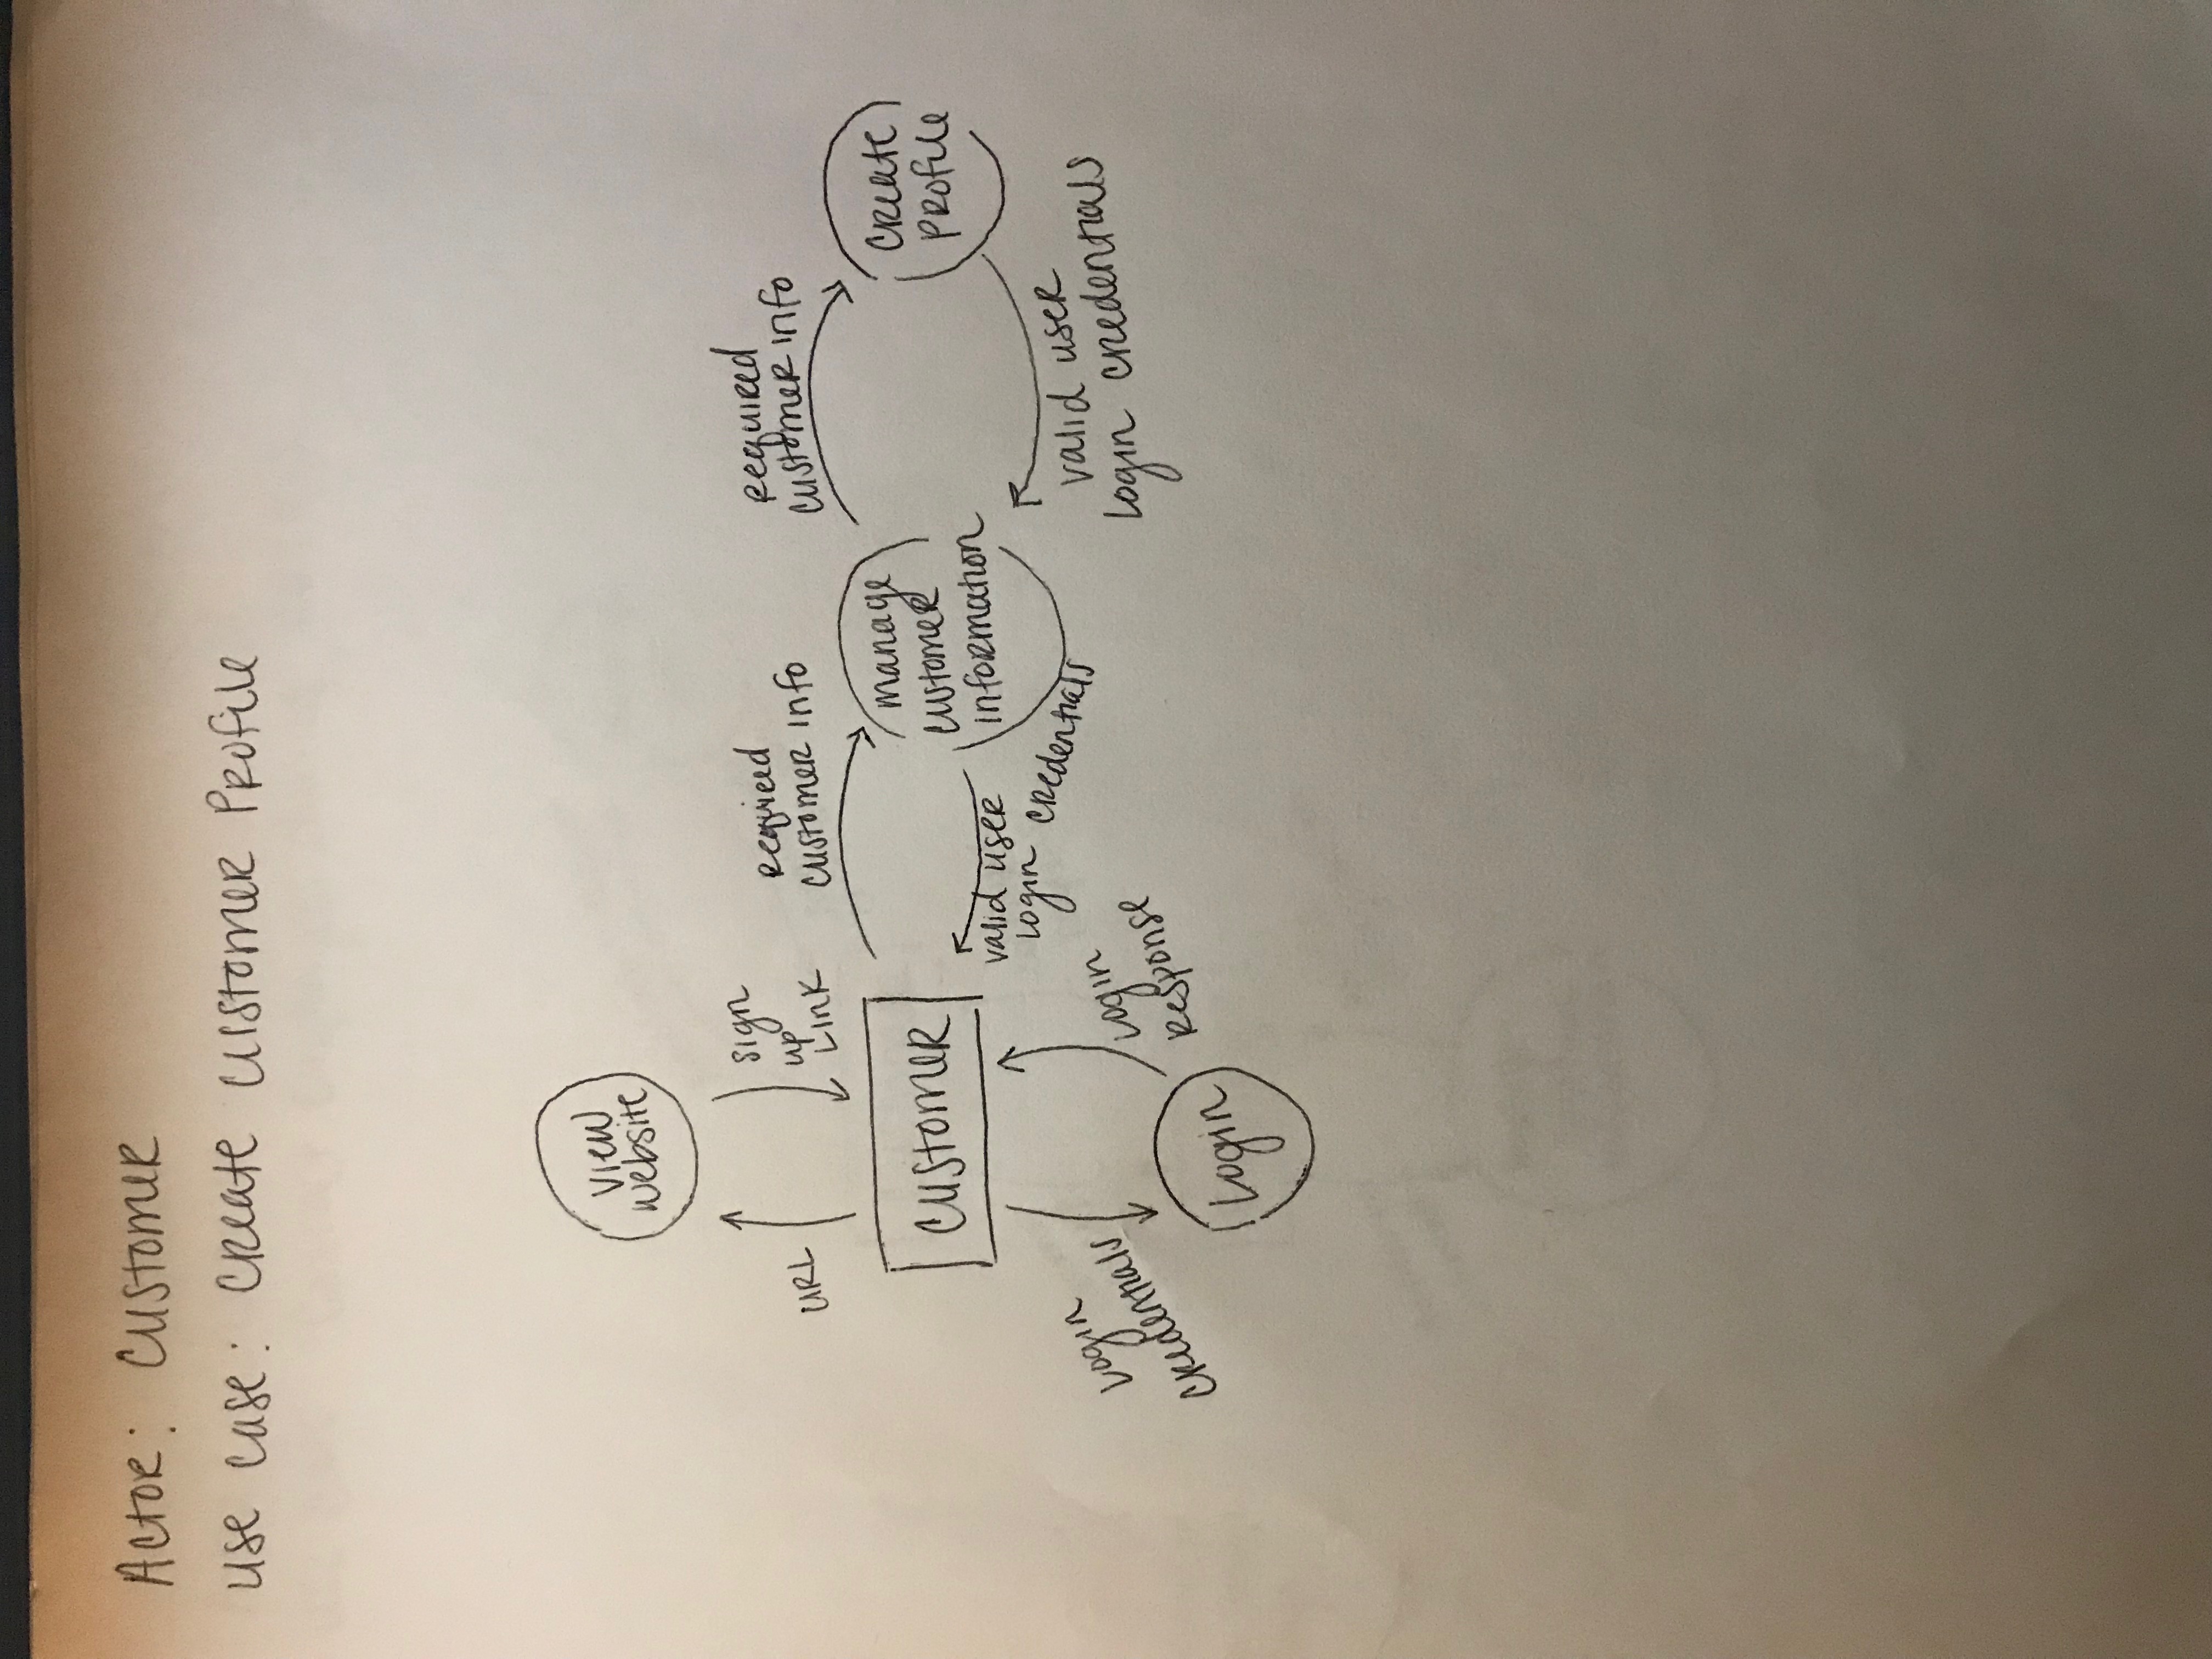 Actor: Customer
Use case: Create Customer Profile
View
website
URL
sign
up
Link
Required
customer info
Required
customer info
Customer
manage
customer
information
Create
Profile
valid user
login credentials
valid user
login credentials
Login
credentials
Login
Response
Login